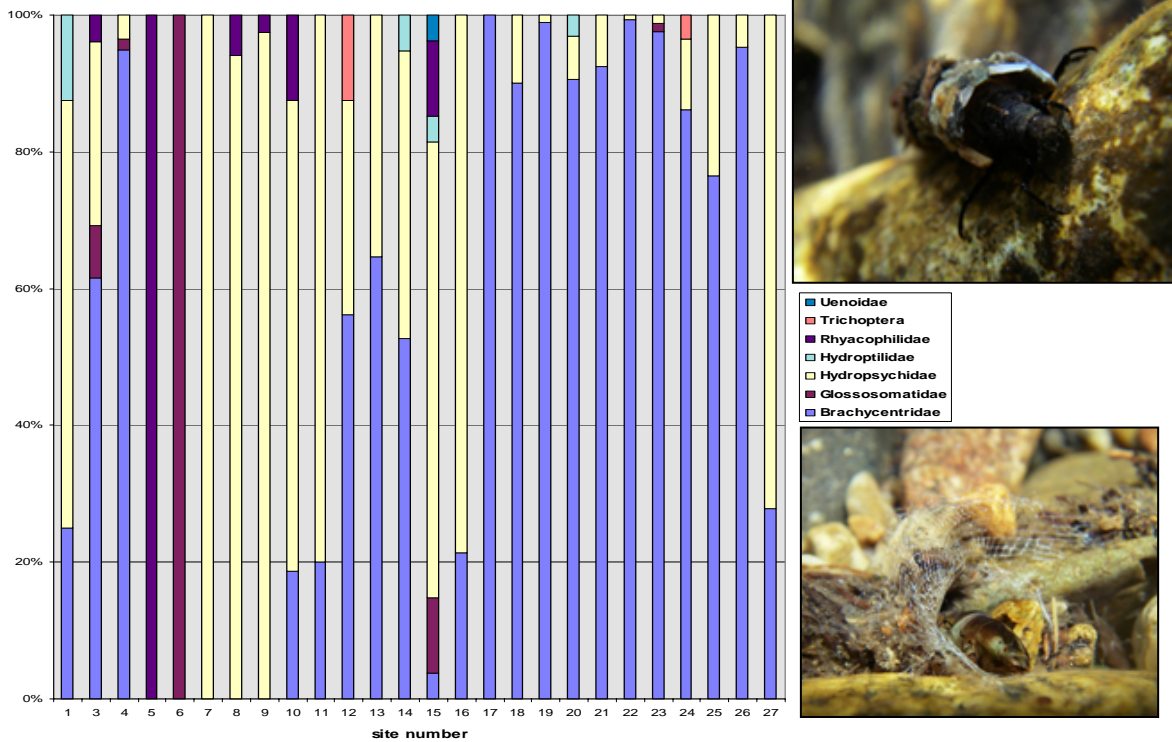 100%
80%
60%
40%
20%
0%
1 3 4 5 6 7 8 9 10 11 12 13 14 15 16 17 18 19 20 21 22 23 24 25 26 27
site number
Uenoidae
Trichoptera
Rhyacophilidae
Hydroptilidae
Hydropsychidae
Glossosomatidae
Brachycentridae